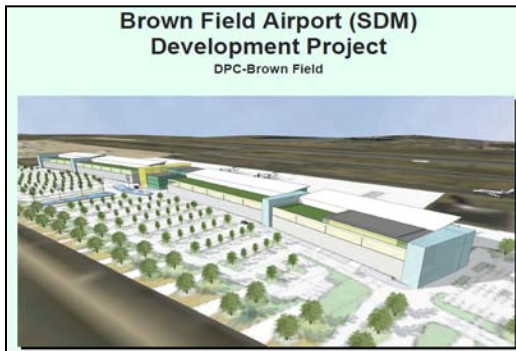 Brown Field Airport (SDM)
Development Project
DPC-Brown Field